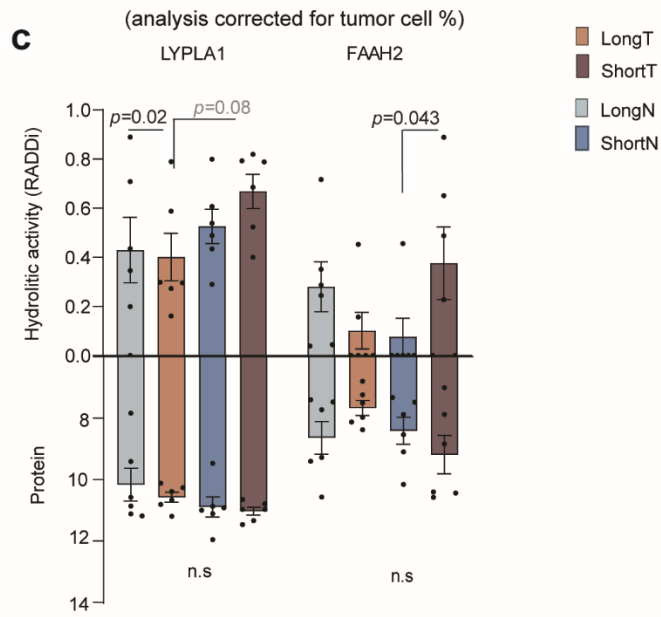 (analysis corrected for tumor cell %)
c
LYPLA1
FAAH2
LongT
ShortT
LongN
ShortN
p=0.02
p=0.08
p=0.043
Hydrolitic activity (RADDi)
1.0
0.8
0.6
0.4
0.2
0.0
Protein
8
10
12
14
n.s
n.s